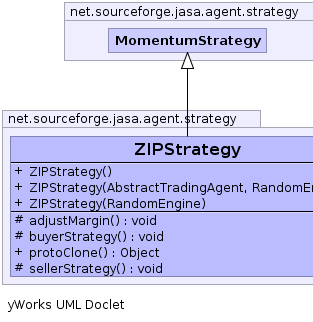 net.sourceforge.jasa.agent.strategy
MomentumStrategy
net.sourceforge.jasa.agent.strategy
ZIPStrategy
+ ZIPStrategy()
+ ZIPStrategy(AbstractTradingAgent, RandomEn
+ ZIPStrategy(RandomEngine)
# adjustMargin() : void
# buyerStrategy() : void
+ protoClone() : Object
# sellerStrategy() : void
yWorks UML Doclet